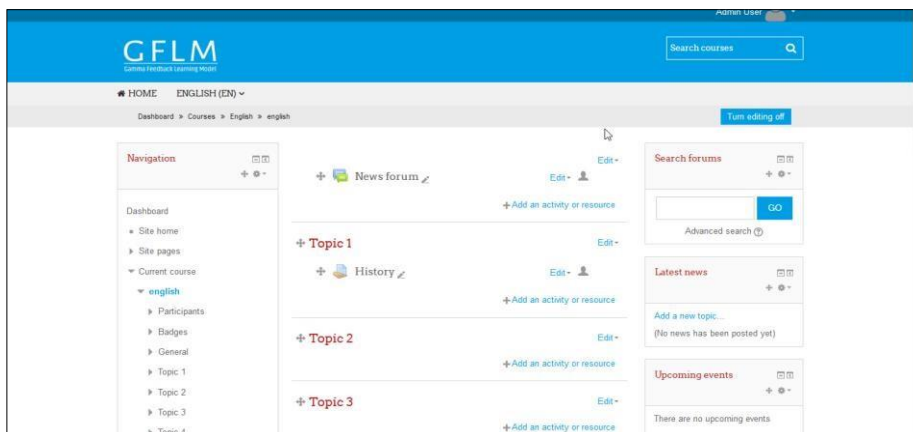 Admin User
GFLM
Gamma Feedback Learning Model
Search courses
HOME ENGLISH (EN)
Dashboard » Courses » English » english
Turn editing off
Navigation
Dashboard
Site home
Site pages
Current course
english
Participants
Badges
General
Topic 1
Topic 2
Topic 3
Topic 4
Edit
News forum Edit
+Add an activity or resource
Topic 1 Edit
History Edit
+Add an activity or resource
Topic 2 Edit
+Add an activity or resource
Topic 3 Edit
+Add an activity or resource
Search forums
GO
Advanced search
Latest news
Add a new topic...
(No news has been posted yet)
Upcoming events
There are no upcoming events